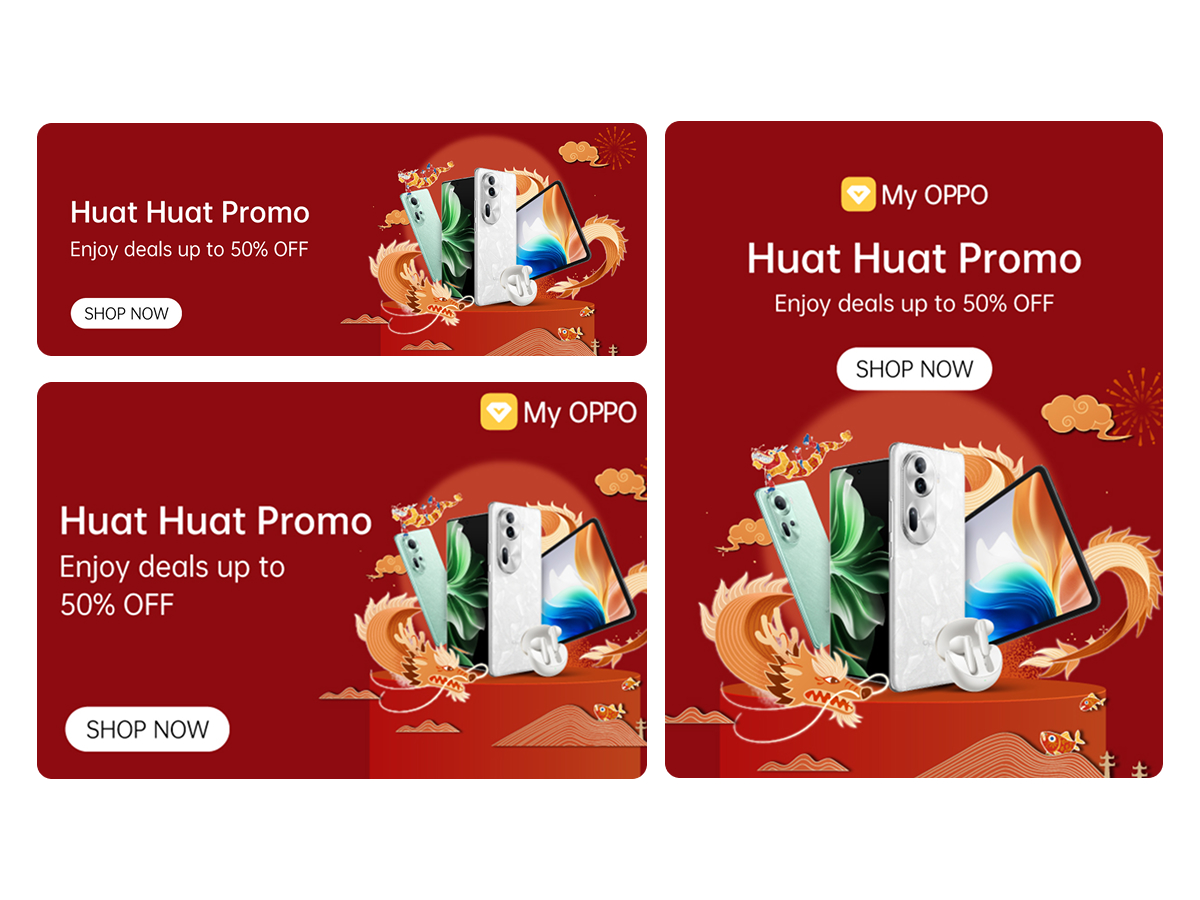 Huat Huat Promo
Enjoy deals up to 50% OFF
SHOP NOW
My OPPO
Huat Huat Promo
Enjoy deals up to
50% OFF
SHOP NOW
My OPPO
Huat Huat Promo
Enjoy deals up to 50% OFF
SHOP NOW